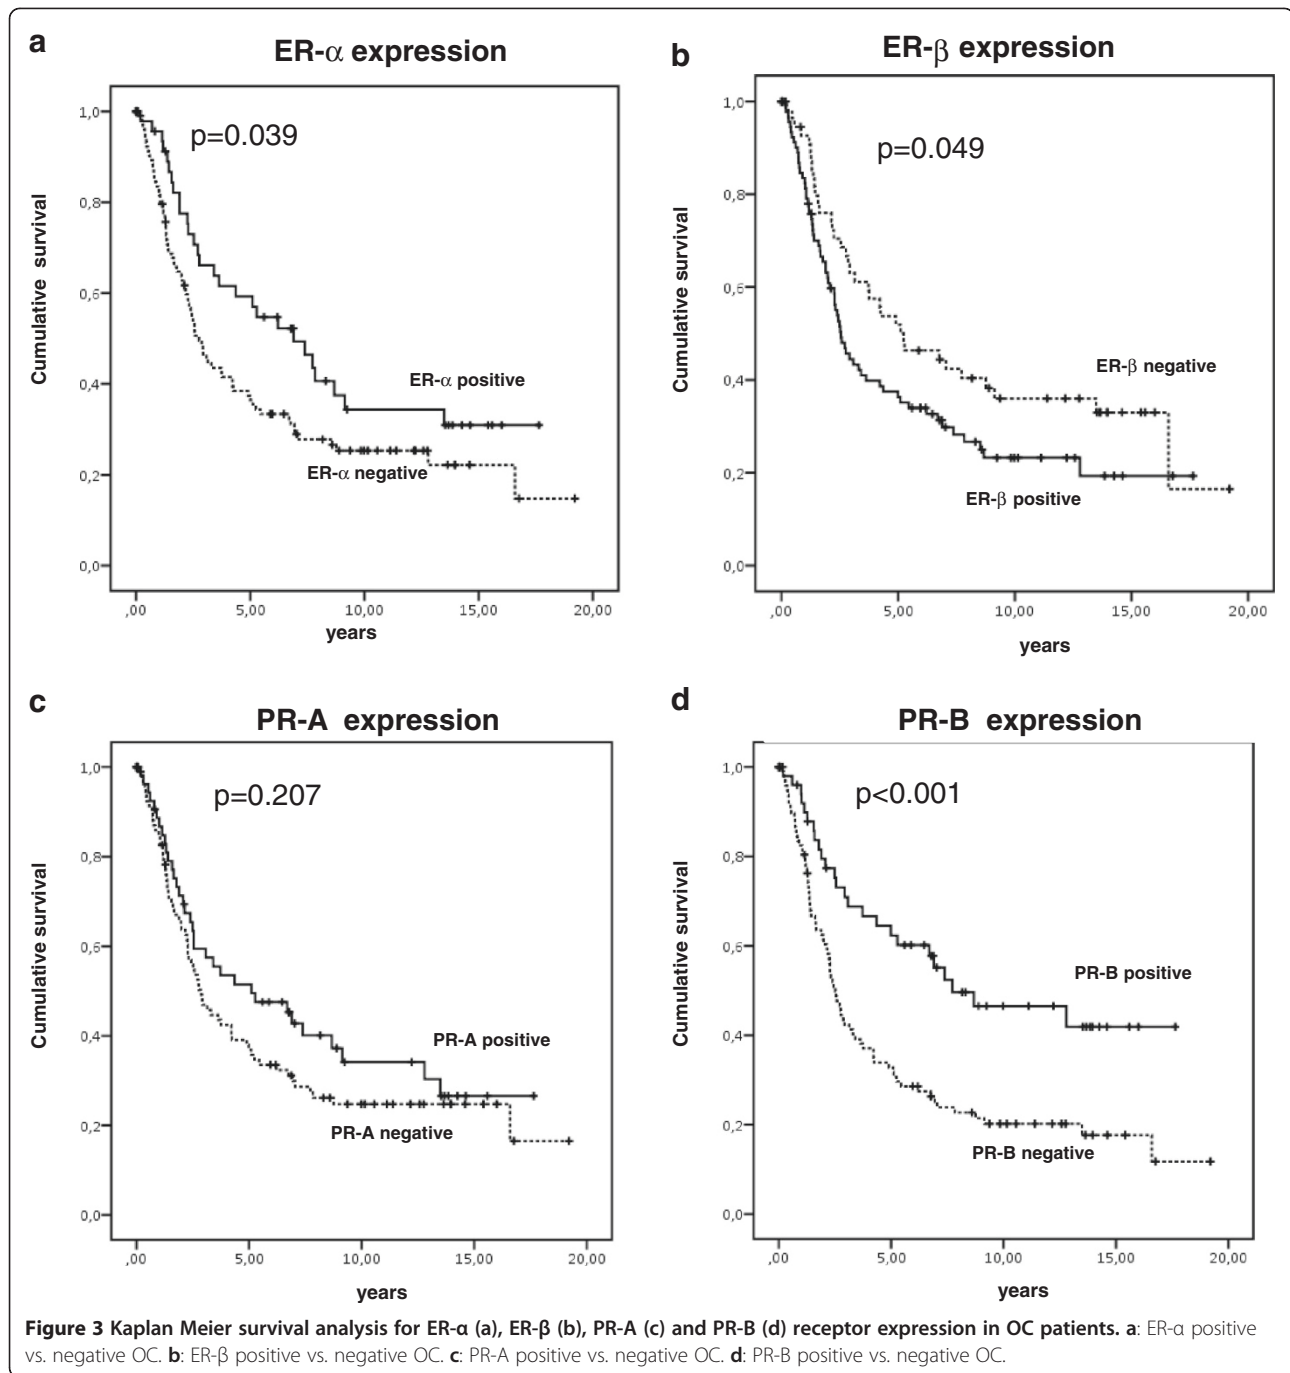 a
ER-α expression
p=0.039
Cumulative survival
1,0
0,8
0,6
0,4
0,2
0,0
ER-α positive
ER-α negative
,00 5,00 10,00 15,00 20,00
years
b
ER-β expression
p=0.049
Cumulative survival
1,0
0,8
0,6
0,4
0,2
0,0
ER-β negative
ER-β positive
,00 5,00 10,00 15,00 20,00
years
c
PR-A expression
p=0.207
Cumulative survival
1,0
0,8
0,6
0,4
0,2
0,0
PR-A positive
PR-A negative
,00 5,00 10,00 15,00 20,00
years
d
PR-B expression
p<0.001
Cumulative survival
1,0
0,8
0,6
0,4
0,2
0,0
PR-B positive
PR-B negative
,00 5,00 10,00 15,00 20,00
years
Figure 3 Kaplan Meier survival analysis for ER-α (a), ER-β (b), PR-A (c) and PR-B (d) receptor expression in OC patients. a: ER-α positive
vs. negative OC. b: ER-β positive vs. negative OC. c: PR-A positive vs. negative OC. d: PR-B positive vs. negative OC.